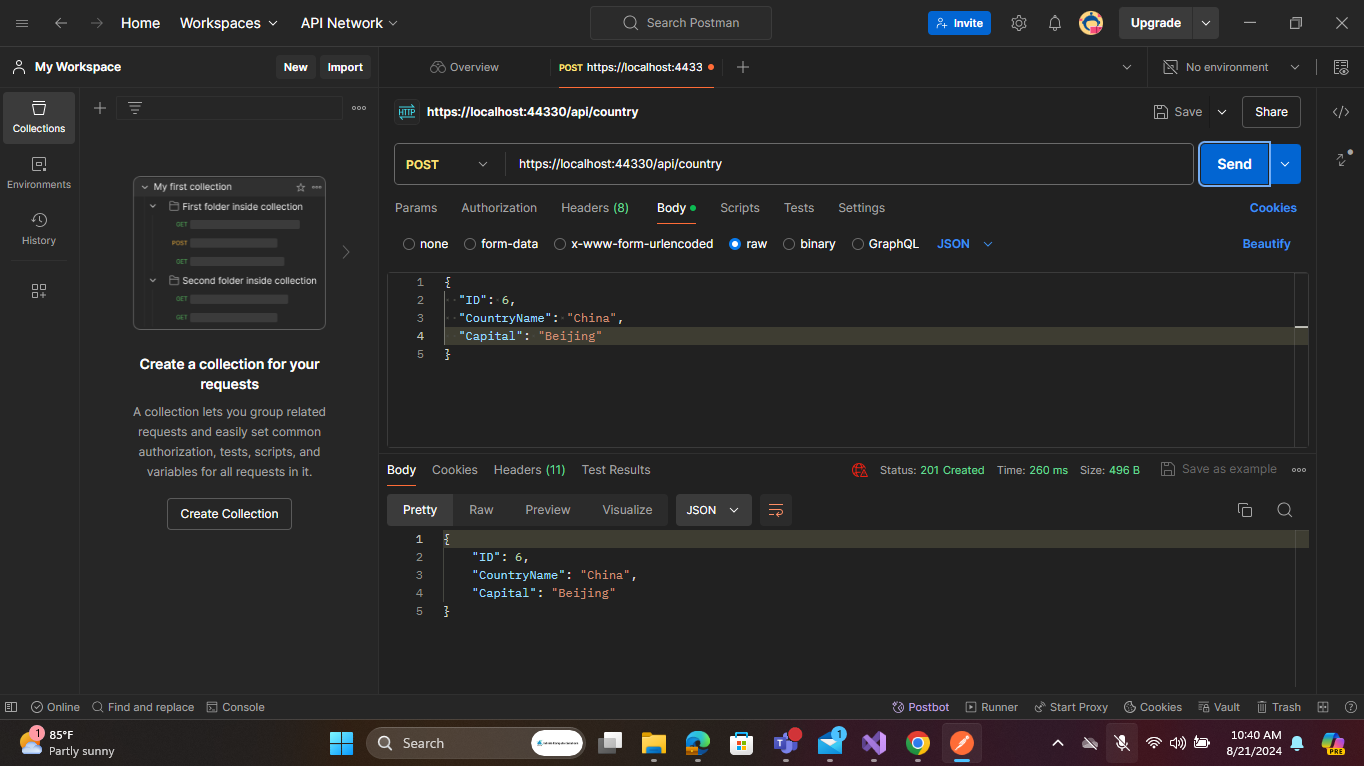 Home Workspaces API Network Search Postman Invite Upgrade
My Workspace New Import Overview POST https://localhost:4433 No environment
Collections
Environments
History
My first collection
First folder inside collection
GET
POST
GET
Second folder inside collection
GET
GET
Create a collection for your
requests
A collection lets you group related
requests and easily set common
authorization, tests, scripts, and
variables for all requests in it.
Create Collection
HTTP https://localhost:44330/api/country Save Share
POST https://localhost:44330/api/country Send
Params Authorization Headers (8) Body Scripts Tests Settings Cookies
none form-data x-www-form-urlencoded raw binary GraphQL JSON Beautify
1 {
2 "ID": 6,
3 "CountryName": "China",
4 "Capital": "Beijing"
5 }
Body Cookies Headers (11) Test Results Status: 201 Created Time: 260 ms Size: 496 B Save as example
Pretty Raw Preview Visualize JSON
1 {
2 "ID": 6,
3 "CountryName": "China",
4 "Capital": "Beijing"
5 }
Online Find and replace Console Postbot Runner Start Proxy Cookies Vault Trash
1 85°F
Partly sunny
Search
1
PRE
10:40 AM
8/21/2024